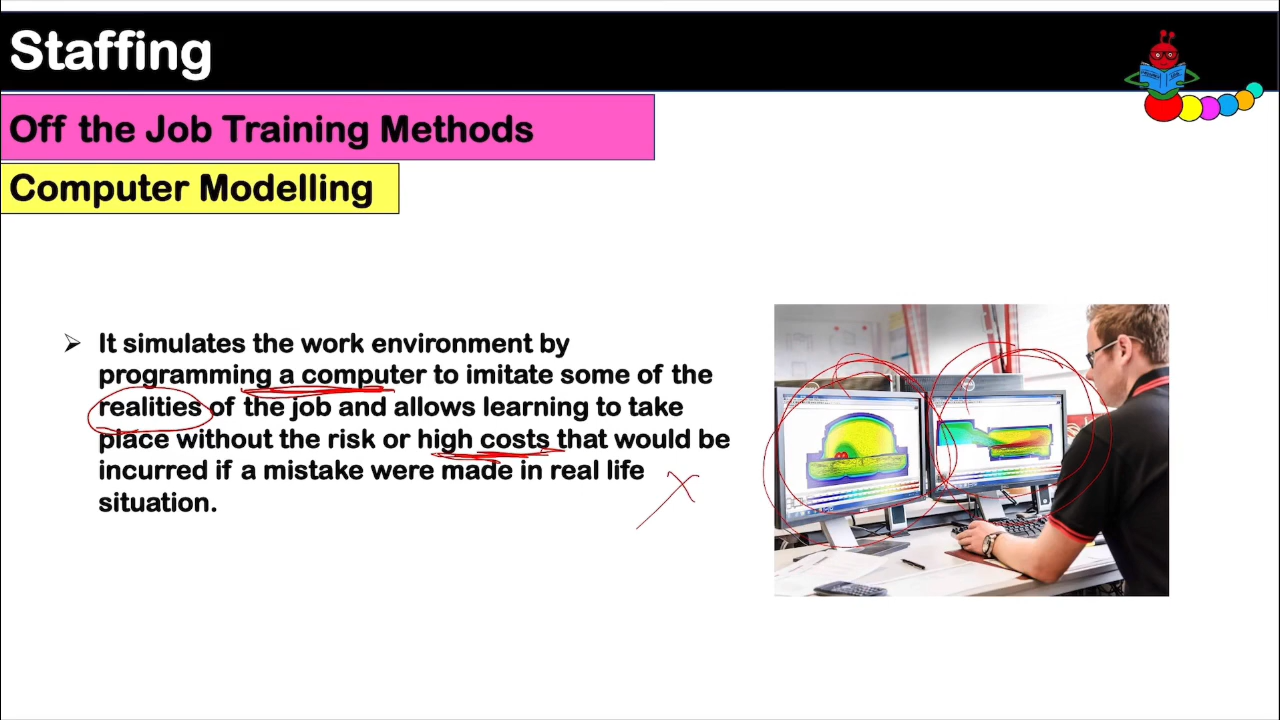 Staffing
Off the Job Training Methods
Computer Modelling
➢ It simulates the work environment by
programming a computer to imitate some of the
realities of the job and allows learning to take
place without the risk or high costs that would be
incurred if a mistake were made in real life
situation.